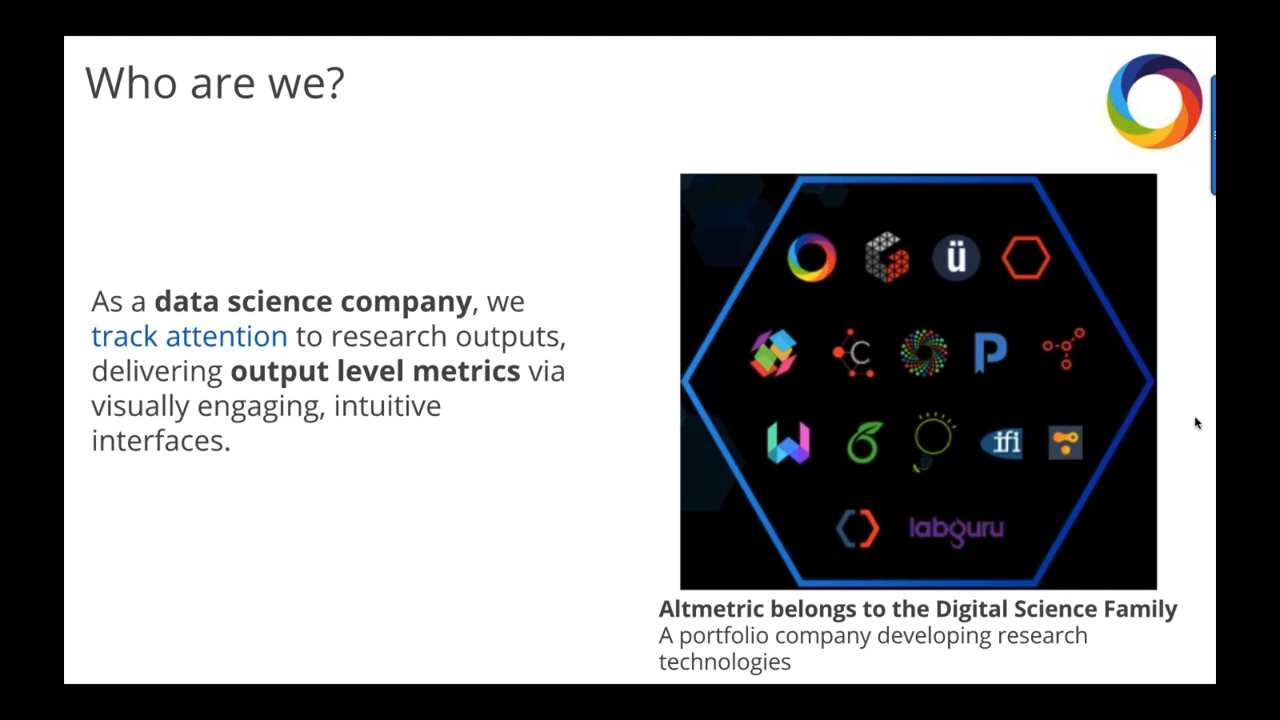 Who are we?
As a data science company, we
track attention to research outputs,
delivering output level metrics via
visually engaging, intuitive
interfaces.
ü
C
P
ifi
labguru
Altmetric belongs to the Digital Science Family
A portfolio company developing research
technologies